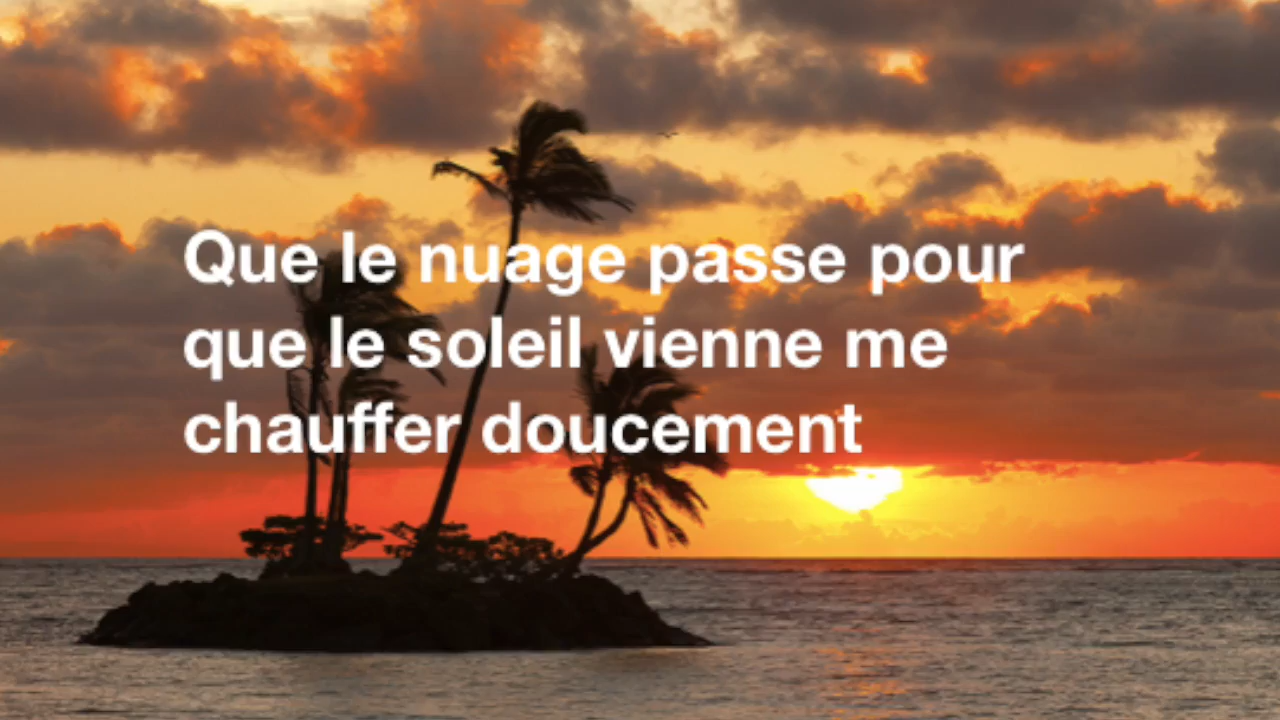 Que le nuage passe pour
que le soleil vienne me
chauffer doucement